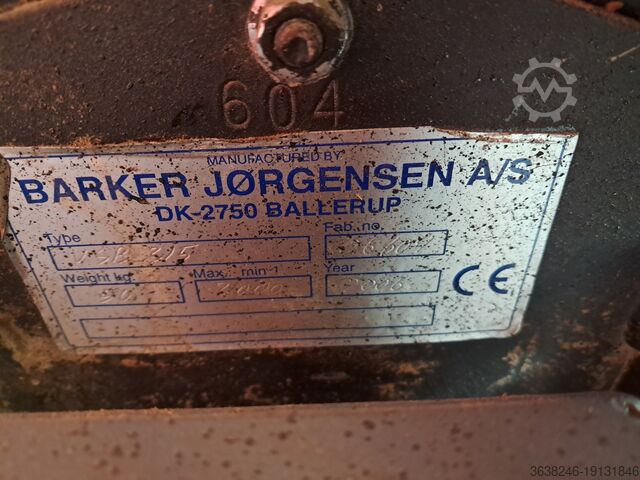 604
MANUFACTURED BY
BARKER JØRGENSEN A/S
DK-2750 BALLERUP
Type Fab. no.
315
Weight kg Max. min-1 Year
CE
3638246-19131846